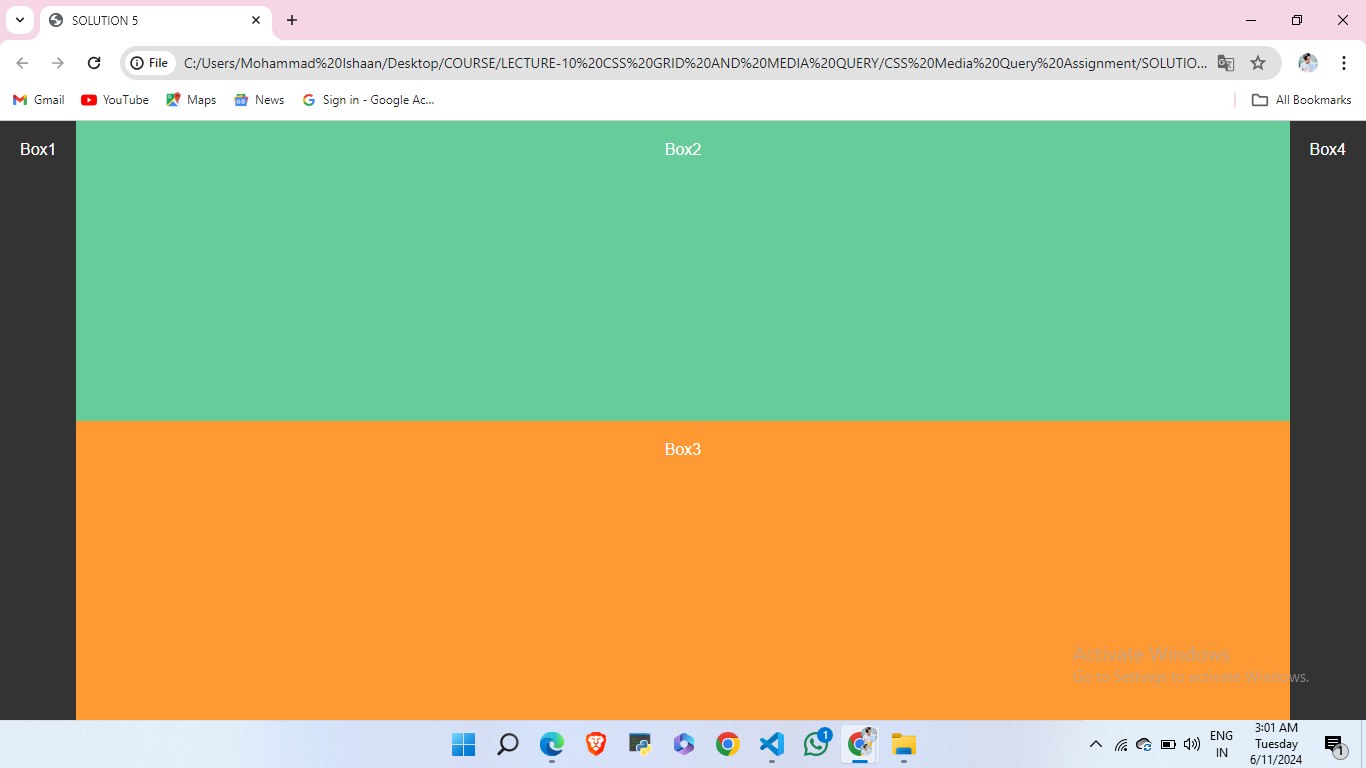 SOLUTION 5
File
C:/Users/Mohammad%20Ishaan/Desktop/COURSE/LECTURE-10%20CSS%20GRID%20AND%20MEDIA%20QUERY/CSS%20Media%20Query%20Assignment/SOLUTIO...
Gmail YouTube Maps News Sign in - Google Ac... All Bookmarks
Box1 Box2 Box4
Box3
Activate Windows
Go to Settings to activate Windows.
1
ENG
IN
3:01 AM
Tuesday
6/11/2024
1